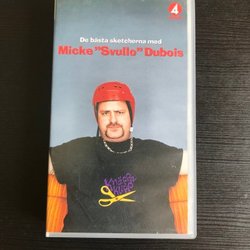 4
De bästa sketcherna med
Micke "Svullo" Dubois